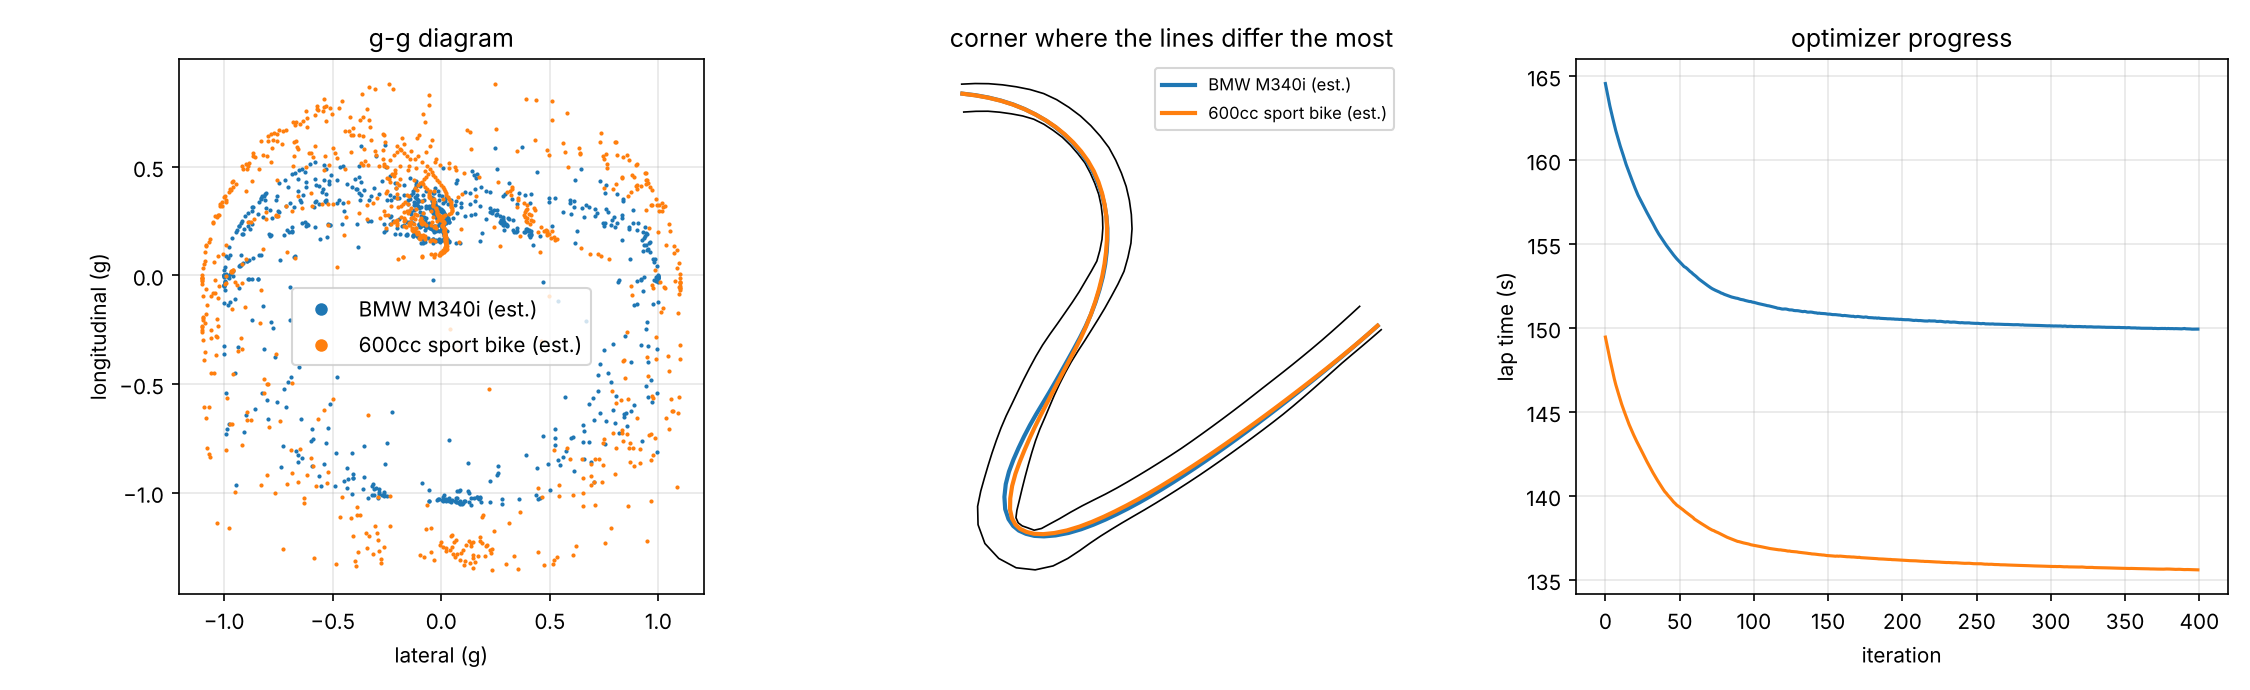 g-g diagram
longitudinal (g)
0.5
0.0
−0.5
−1.0
BMW M340i (est.)
600cc sport bike (est.)
−1.0 −0.5 0.0 0.5 1.0
lateral (g)
corner where the lines differ the most
BMW M340i (est.)
600cc sport bike (est.)
optimizer progress
lap time (s)
165
160
155
150
145
140
135
0 50 100 150 200 250 300 350 400
iteration